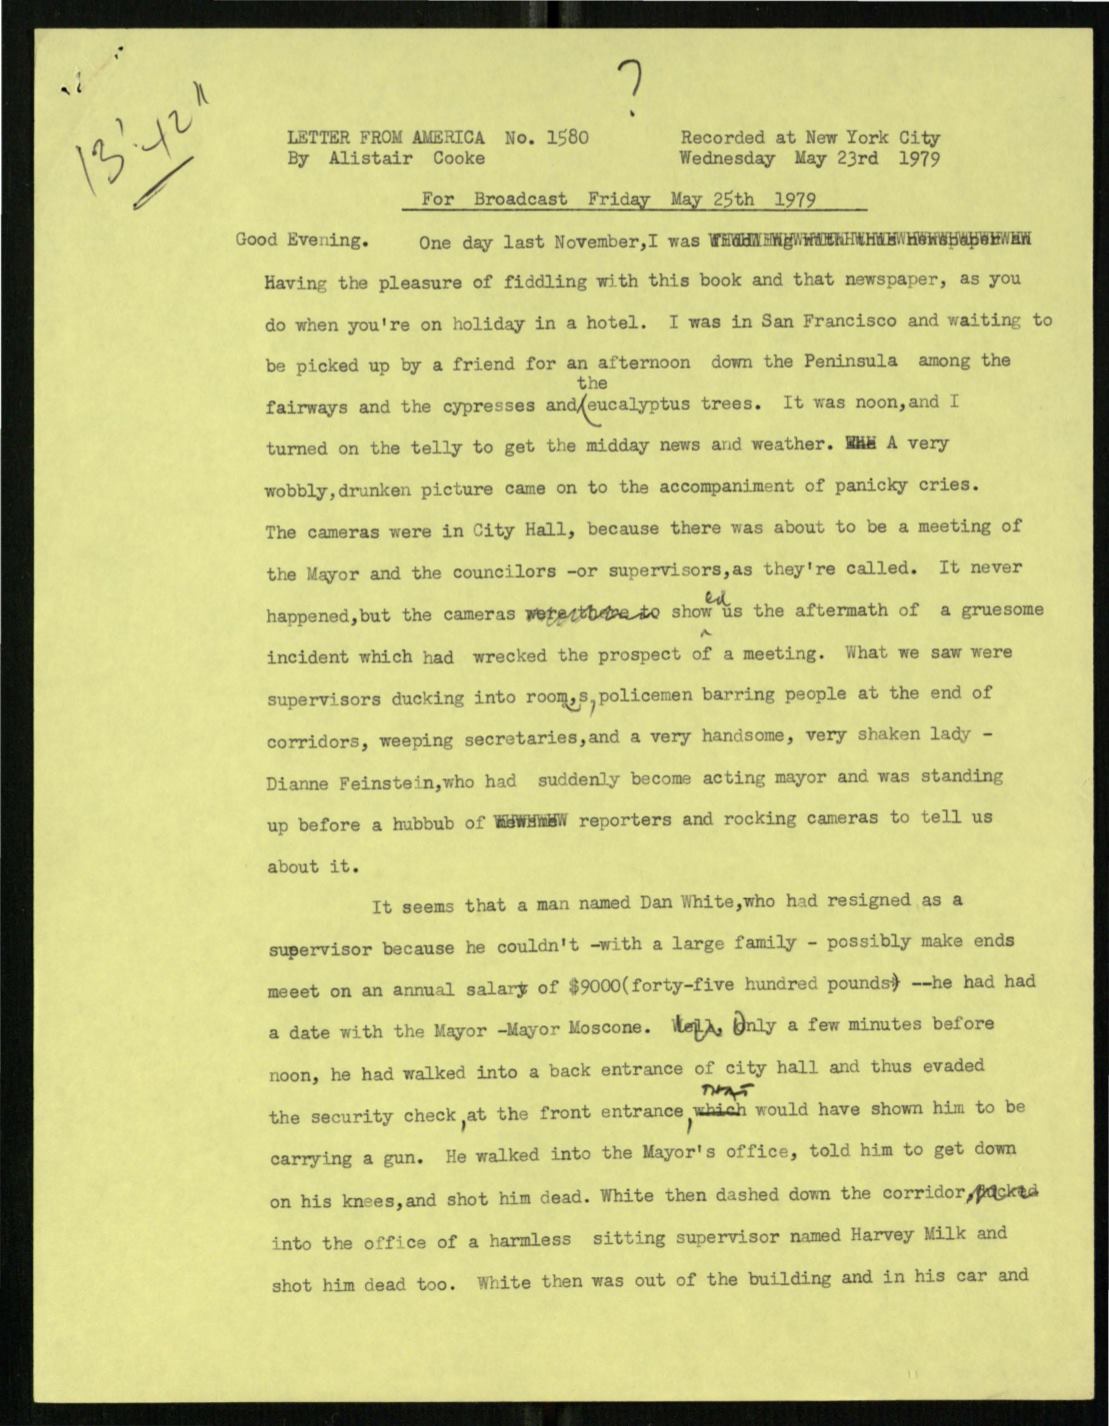 ?
13' 42"
LETTER FROM AMERICA No. 1580 Recorded at New York City
By Alistair Cooke Wednesday May 23rd 1979
For Broadcast Friday May 25th 1979
Good Evening. One day last November,I was
Having the pleasure of fiddling with this book and that newspaper, as you
do when you're on holiday in a hotel. I was in San Francisco and waiting to
be picked up by a friend for an afternoon down the Peninsula among the
the
fairways and the cypresses and/eucalyptus trees. It was noon,and I
turned on the telly to get the midday news and weather. A very
wobbly,drunken picture came on to the accompaniment of panicky cries.
The cameras were in City Hall, because there was about to be a meeting of
the Mayor and the councilors -or supervisors,as they're called. It never
ed
happened,but the cameras were there to show us the aftermath of a gruesome
incident which had wrecked the prospect of a meeting. What we saw were
supervisors ducking into room,s,policemen barring people at the end of
corridors, weeping secretaries,and a very handsome, very shaken lady -
Dianne Feinstein,who had suddenly become acting mayor and was standing
up before a hubbub of reporters and rocking cameras to tell us
about it.
It seems that a man named Dan White,who had resigned as a
supervisor because he couldn't -with a large family - possibly make ends
meeet on an annual salary of $9000(forty-five hundred pounds) --he had had
a date with the Mayor -Mayor Moscone. Well, Only a few minutes before
noon, he had walked into a back entrance of city hall and thus evaded
that
the security check,at the front entrance,which would have shown him to be
carrying a gun. He walked into the Mayor's office, told him to get down
on his knees,and shot him dead. White then dashed down the corridor,
into the office of a harmless sitting supervisor named Harvey Milk and
shot him dead too. White then was out of the building and in his car and